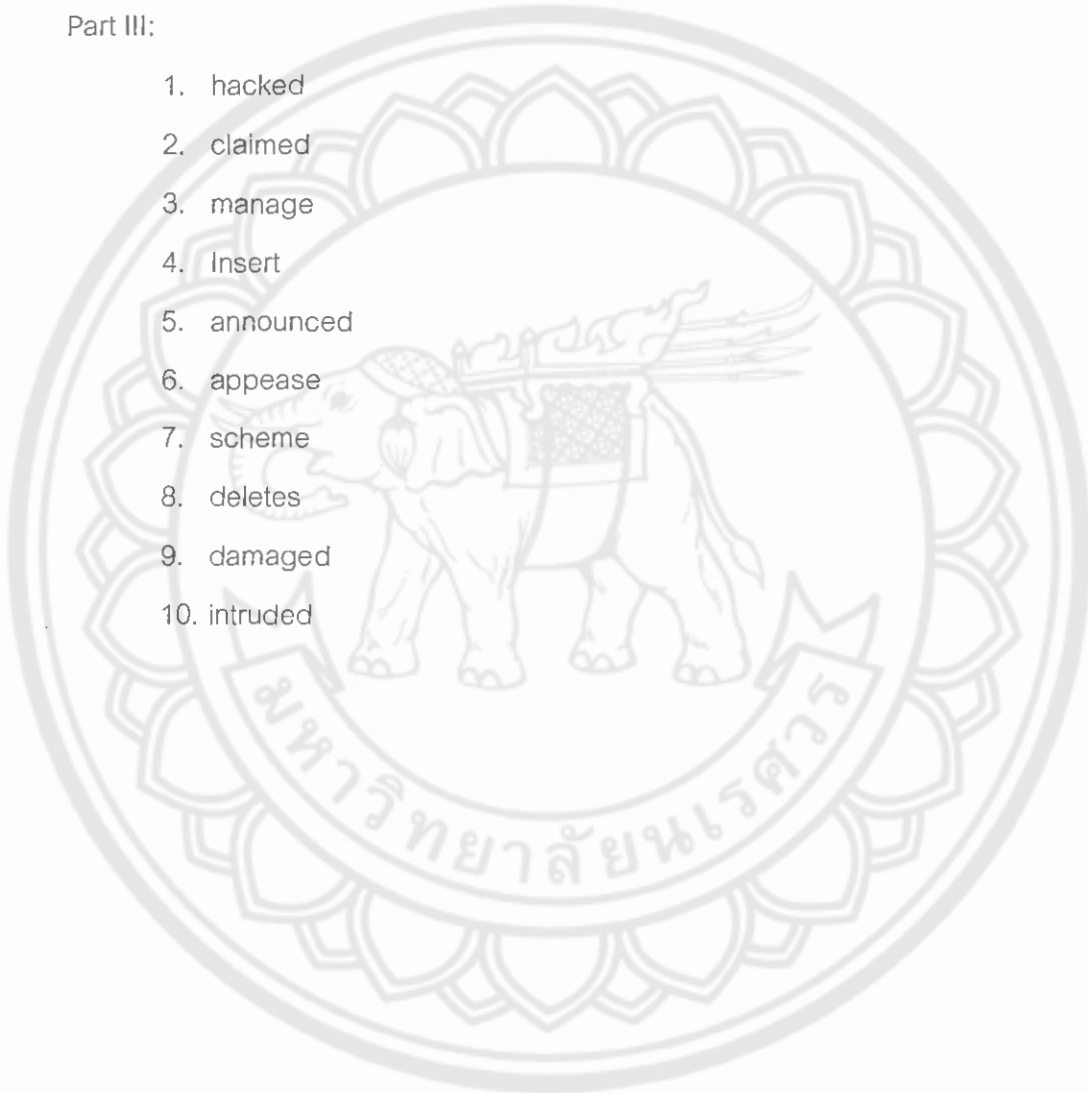 Part III:
1. hacked
2. claimed
3. manage
4. Insert
5. announced
6. appease
7. scheme
8. deletes
9. damaged
10. intruded
มหาวิทยาลัยนเรศวร